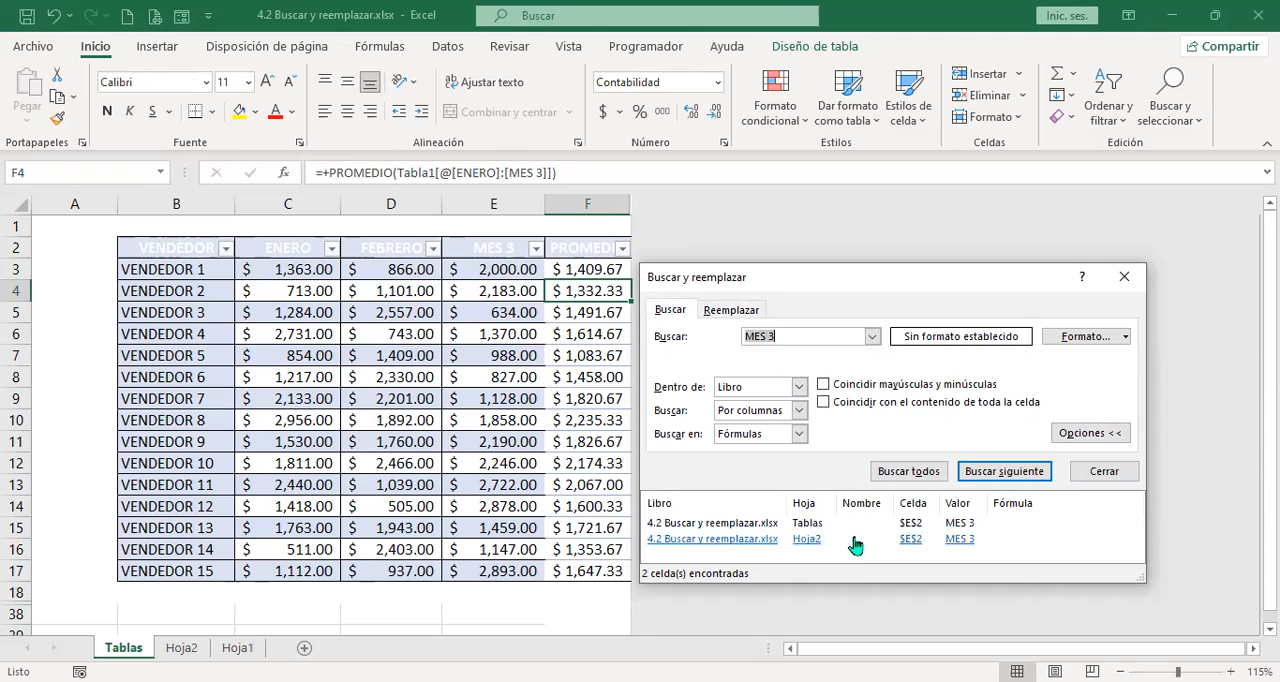 4.2 Buscar y reemplazar.xlsx - Excel
Buscar
Inic. ses.
Archivo Inicio Insertar Disposición de página Fórmulas Datos Revisar Vista Programador Ayuda Diseño de tabla Compartir
Pegar
Calibri 11
N K S
Ajustar texto
Combinar y centrar
Contabilidad
$ % 000
Formato condicional
Dar formato como tabla
Estilos de celda
Insertar
Eliminar
Formato
Ordenar y filtrar
Buscar y seleccionar
Portapapeles Fuente Alineación Número Estilos Celdas Edición
F4 fx =+PROMEDIO(Tabla1[@[ENERO]:[MES 3]])
A B C D E F
1
2 VENDEDOR ENERO FEBRERO MES 3 PROMEDI
3 VENDEDOR 1 $ 1,363.00 $ 866.00 $ 2,000.00 $ 1,409.67
4 VENDEDOR 2 $ 713.00 $ 1,101.00 $ 2,183.00 $ 1,332.33
5 VENDEDOR 3 $ 1,284.00 $ 2,557.00 $ 634.00 $ 1,491.67
6 VENDEDOR 4 $ 2,731.00 $ 743.00 $ 1,370.00 $ 1,614.67
7 VENDEDOR 5 $ 854.00 $ 1,409.00 $ 988.00 $ 1,083.67
8 VENDEDOR 6 $ 1,217.00 $ 2,330.00 $ 827.00 $ 1,458.00
9 VENDEDOR 7 $ 2,133.00 $ 2,201.00 $ 1,128.00 $ 1,820.67
10 VENDEDOR 8 $ 2,956.00 $ 1,892.00 $ 1,858.00 $ 2,235.33
11 VENDEDOR 9 $ 1,530.00 $ 1,760.00 $ 2,190.00 $ 1,826.67
12 VENDEDOR 10 $ 1,811.00 $ 2,466.00 $ 2,246.00 $ 2,174.33
13 VENDEDOR 11 $ 2,440.00 $ 1,039.00 $ 2,722.00 $ 2,067.00
14 VENDEDOR 12 $ 1,418.00 $ 505.00 $ 2,878.00 $ 1,600.33
15 VENDEDOR 13 $ 1,763.00 $ 1,943.00 $ 1,459.00 $ 1,721.67
16 VENDEDOR 14 $ 511.00 $ 2,403.00 $ 1,147.00 $ 1,353.67
17 VENDEDOR 15 $ 1,112.00 $ 937.00 $ 2,893.00 $ 1,647.33
18
38
39
Buscar y reemplazar
Buscar Reemplazar
Buscar: MES 3 Sin formato establecido Formato...
Dentro de: Libro Coincidir mayúsculas y minúsculas
Buscar: Por columnas Coincidir con el contenido de toda la celda
Buscar en: Fórmulas Opciones <<
Buscar todos Buscar siguiente Cerrar
Libro Hoja Nombre Celda Valor Fórmula
4.2 Buscar y reemplazar.xlsx Tablas $E$2 MES 3
4.2 Buscar y reemplazar.xlsx Hoja2 $E$2 MES 3
2 celda(s) encontradas
Tablas Hoja2 Hoja1
Listo 115%